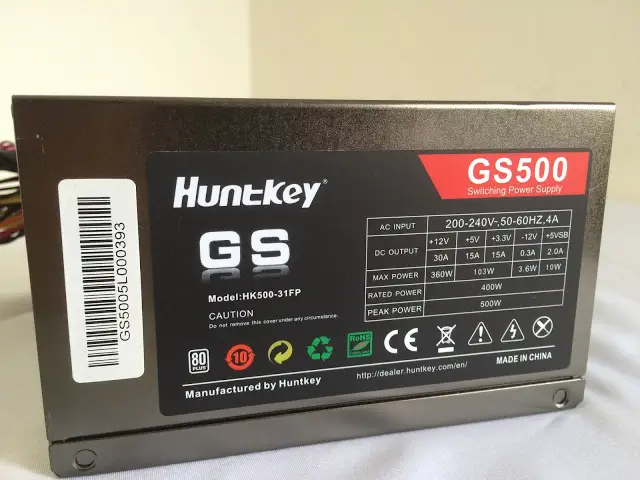 GS5005L000393
Huntkey®
GS500
Switching Power Supply
GS
Model:HK500-31FP
CAUTION
Do not remove this cover under any circumstance.
AC INPUT 200-240V~,50-60HZ,4A
DC OUTPUT +12V +5V +3.3V -12V +5VSB
30A 15A 15A 0.3A 2.0A
MAX POWER 360W 103W 3.6W 10W
RATED POWER 400W
PEAK POWER 500W
80
PLUS
10
RoHS
CE
Manufactured by Huntkey
http://dealer.huntkey.com/en/
MADE IN CHINA